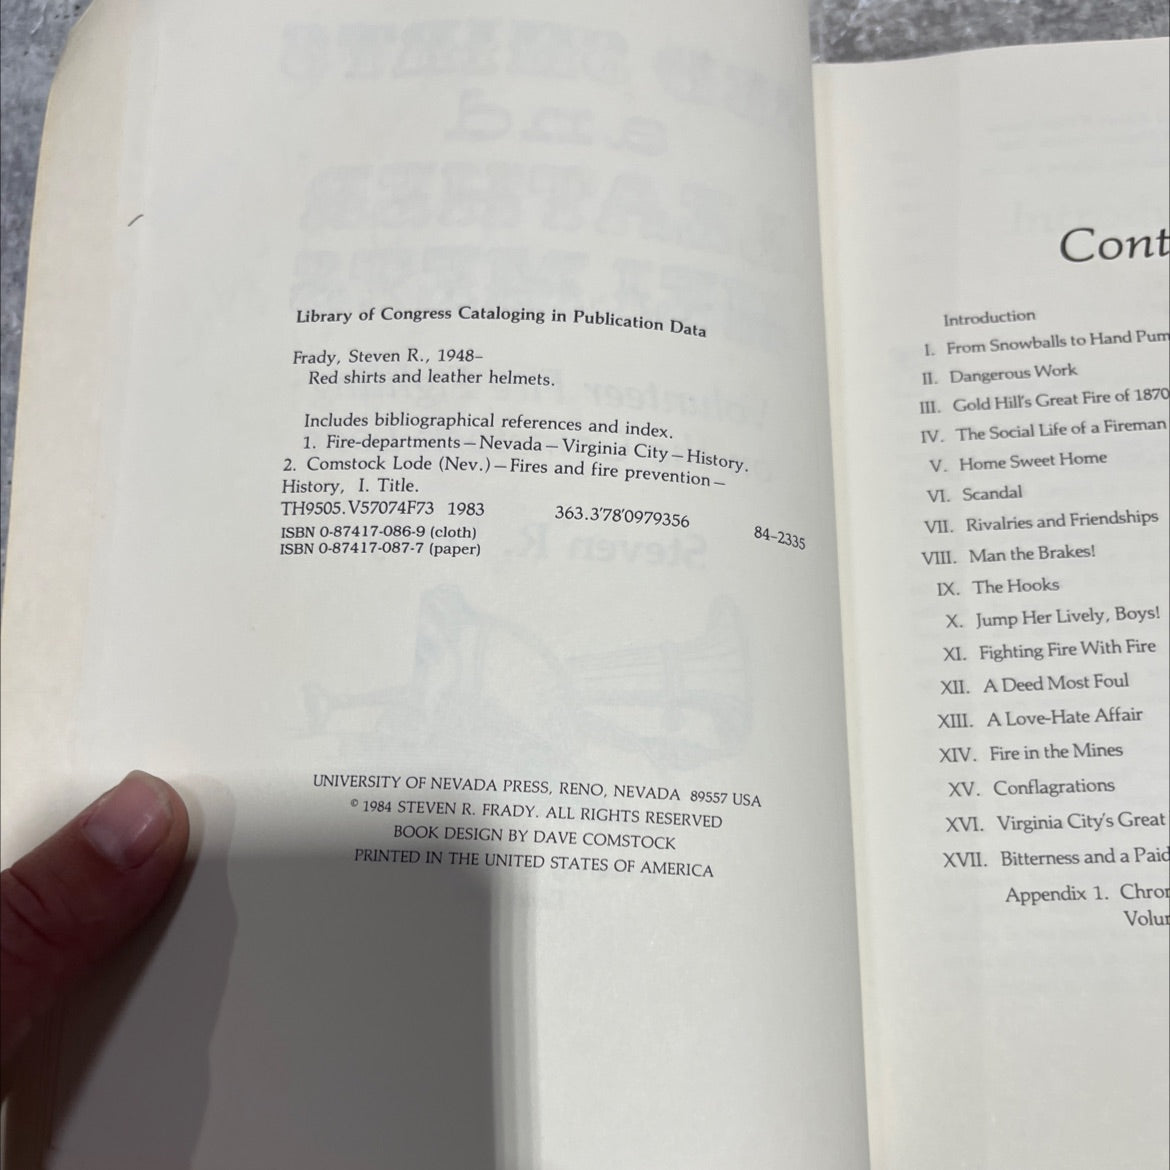 Library of Congress Cataloging in Publication Data
Frady, Steven R., 1948–
Red shirts and leather helmets.
Includes bibliographical references and index.
1. Fire-departments—Nevada—Virginia City—History.
2. Comstock Lode (Nev.)—Fires and fire prevention—
History, I. Title.
TH9505.V57074F73 1983 363.3'78'0979356 84-2335
ISBN 0-87417-086-9 (cloth)
ISBN 0-87417-087-7 (paper)
UNIVERSITY OF NEVADA PRESS, RENO, NEVADA 89557 USA
© 1984 STEVEN R. FRADY. ALL RIGHTS RESERVED
BOOK DESIGN BY DAVE COMSTOCK
PRINTED IN THE UNITED STATES OF AMERICA
Cont
Introduction
I. From Snowballs to Hand Pum
II. Dangerous Work
III. Gold Hill's Great Fire of 1870
IV. The Social Life of a Fireman
V. Home Sweet Home
VI. Scandal
VII. Rivalries and Friendships
VIII. Man the Brakes!
IX. The Hooks
X. Jump Her Lively, Boys!
XI. Fighting Fire With Fire
XII. A Deed Most Foul
XIII. A Love-Hate Affair
XIV. Fire in the Mines
XV. Conflagrations
XVI. Virginia City's Great
XVII. Bitterness and a Paid
Appendix 1. Chron
Volun